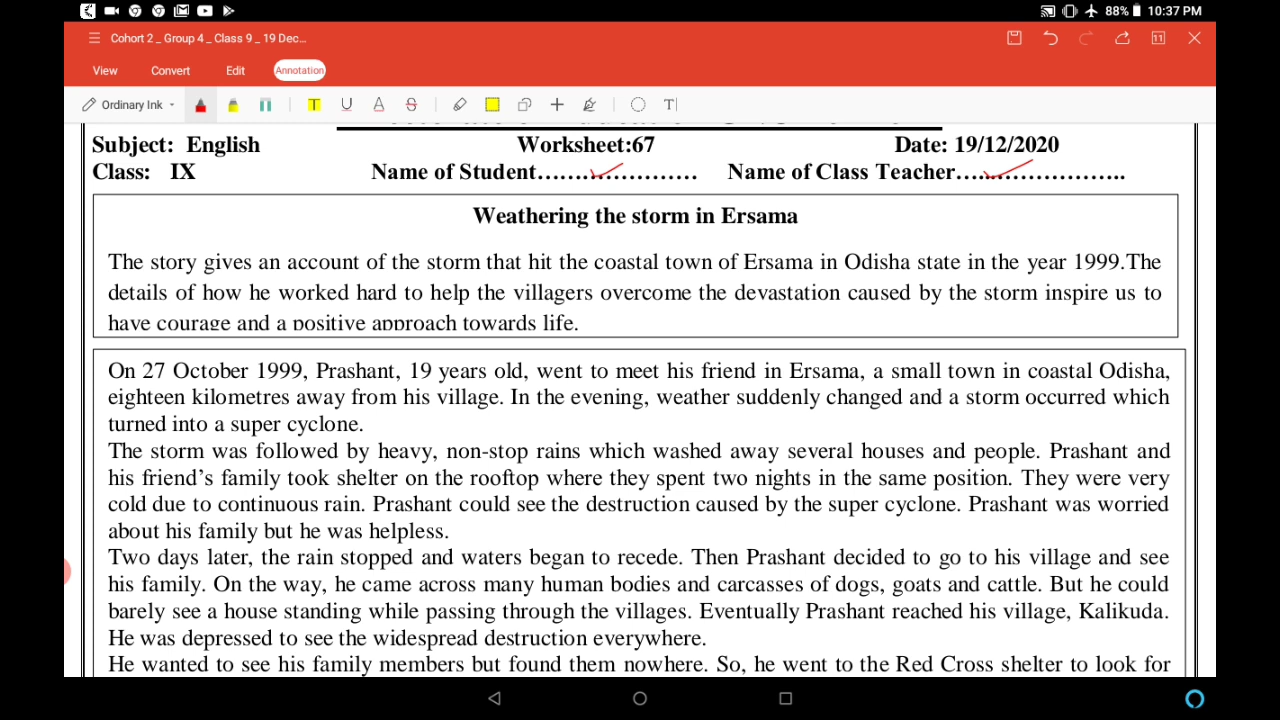 88% 10:37 PM
Cohort 2 _ Group 4 _ Class 9 _ 19 Dec...
11
View Convert Edit Annotation
Ordinary Ink T U A S T
Subject: English Worksheet:67 Date: 19/12/2020
Class: IX Name of Student………………… Name of Class Teacher…………………..
Weathering the storm in Ersama
The story gives an account of the storm that hit the coastal town of Ersama in Odisha state in the year 1999.The
details of how he worked hard to help the villagers overcome the devastation caused by the storm inspire us to
have courage and a positive approach towards life.
On 27 October 1999, Prashant, 19 years old, went to meet his friend in Ersama, a small town in coastal Odisha,
eighteen kilometres away from his village. In the evening, weather suddenly changed and a storm occurred which
turned into a super cyclone.
The storm was followed by heavy, non-stop rains which washed away several houses and people. Prashant and
his friend’s family took shelter on the rooftop where they spent two nights in the same position. They were very
cold due to continuous rain. Prashant could see the destruction caused by the super cyclone. Prashant was worried
about his family but he was helpless.
Two days later, the rain stopped and waters began to recede. Then Prashant decided to go to his village and see
his family. On the way, he came across many human bodies and carcasses of dogs, goats and cattle. But he could
barely see a house standing while passing through the villages. Eventually Prashant reached his village, Kalikuda.
He was depressed to see the widespread destruction everywhere.
He wanted to see his family members but found them nowhere. So, he went to the Red Cross shelter to look for